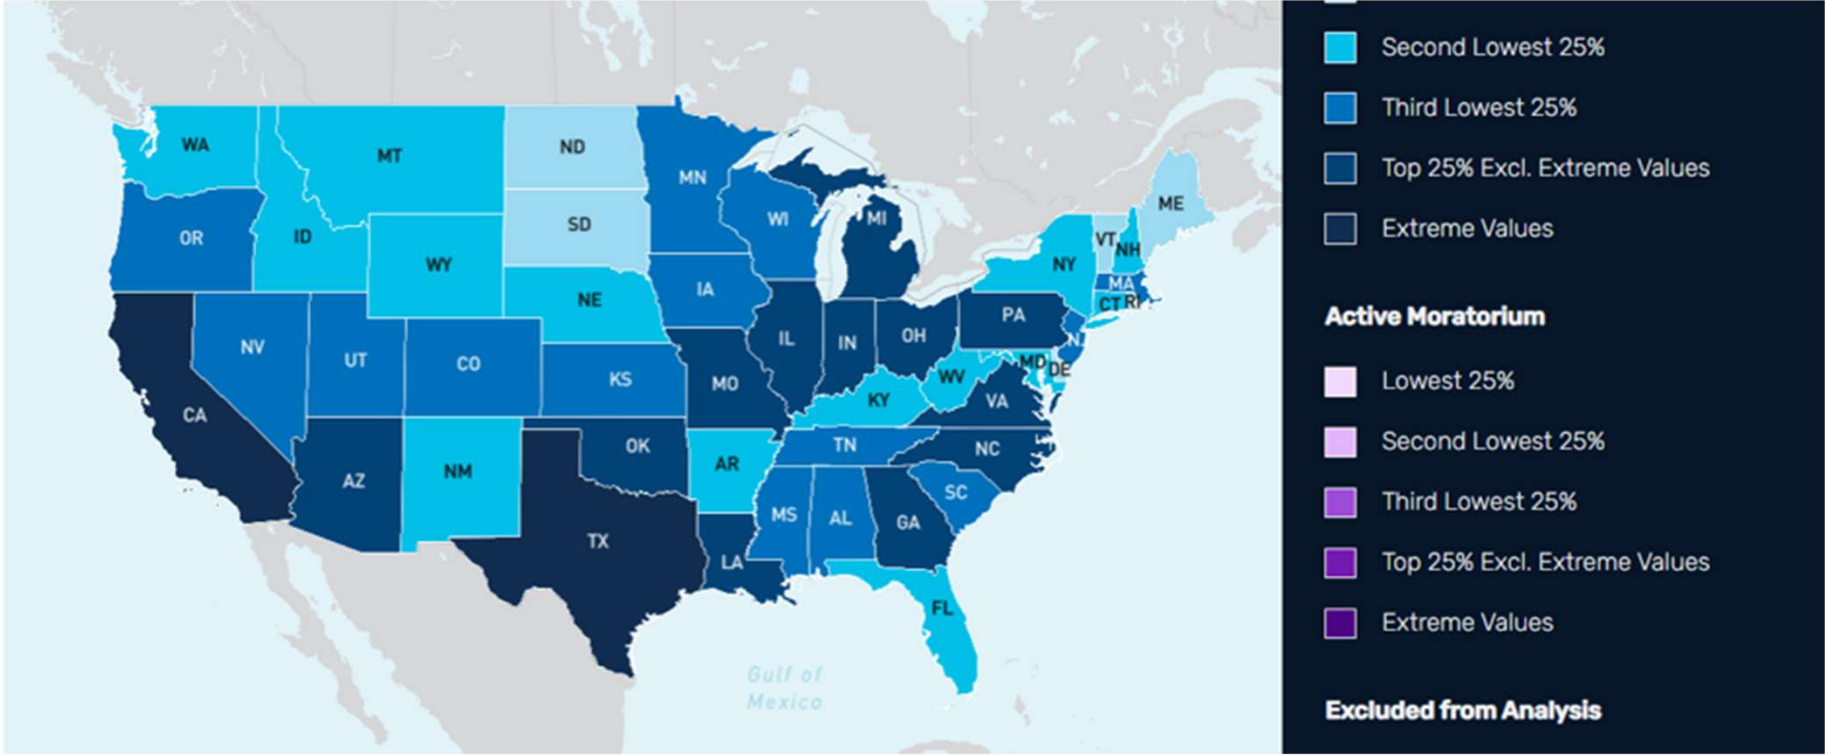 WA
MT
ND
MN
OR
ID
WY
SD
WI
MI
ME
VT
NH
NY
MA
CT
RI
NE
IA
PA
NV
UT
CO
KS
MO
IL
IN
OH
N
MD
DE
WV
VA
KY
CA
AZ
NM
OK
AR
TN
NC
SC
MS
AL
GA
TX
LA
FL
Gulf of
Mexico
Second Lowest 25%
Third Lowest 25%
Top 25% Excl. Extreme Values
Extreme Values
Active Moratorium
Lowest 25%
Second Lowest 25%
Third Lowest 25%
Top 25% Excl. Extreme Values
Extreme Values
Excluded from Analysis